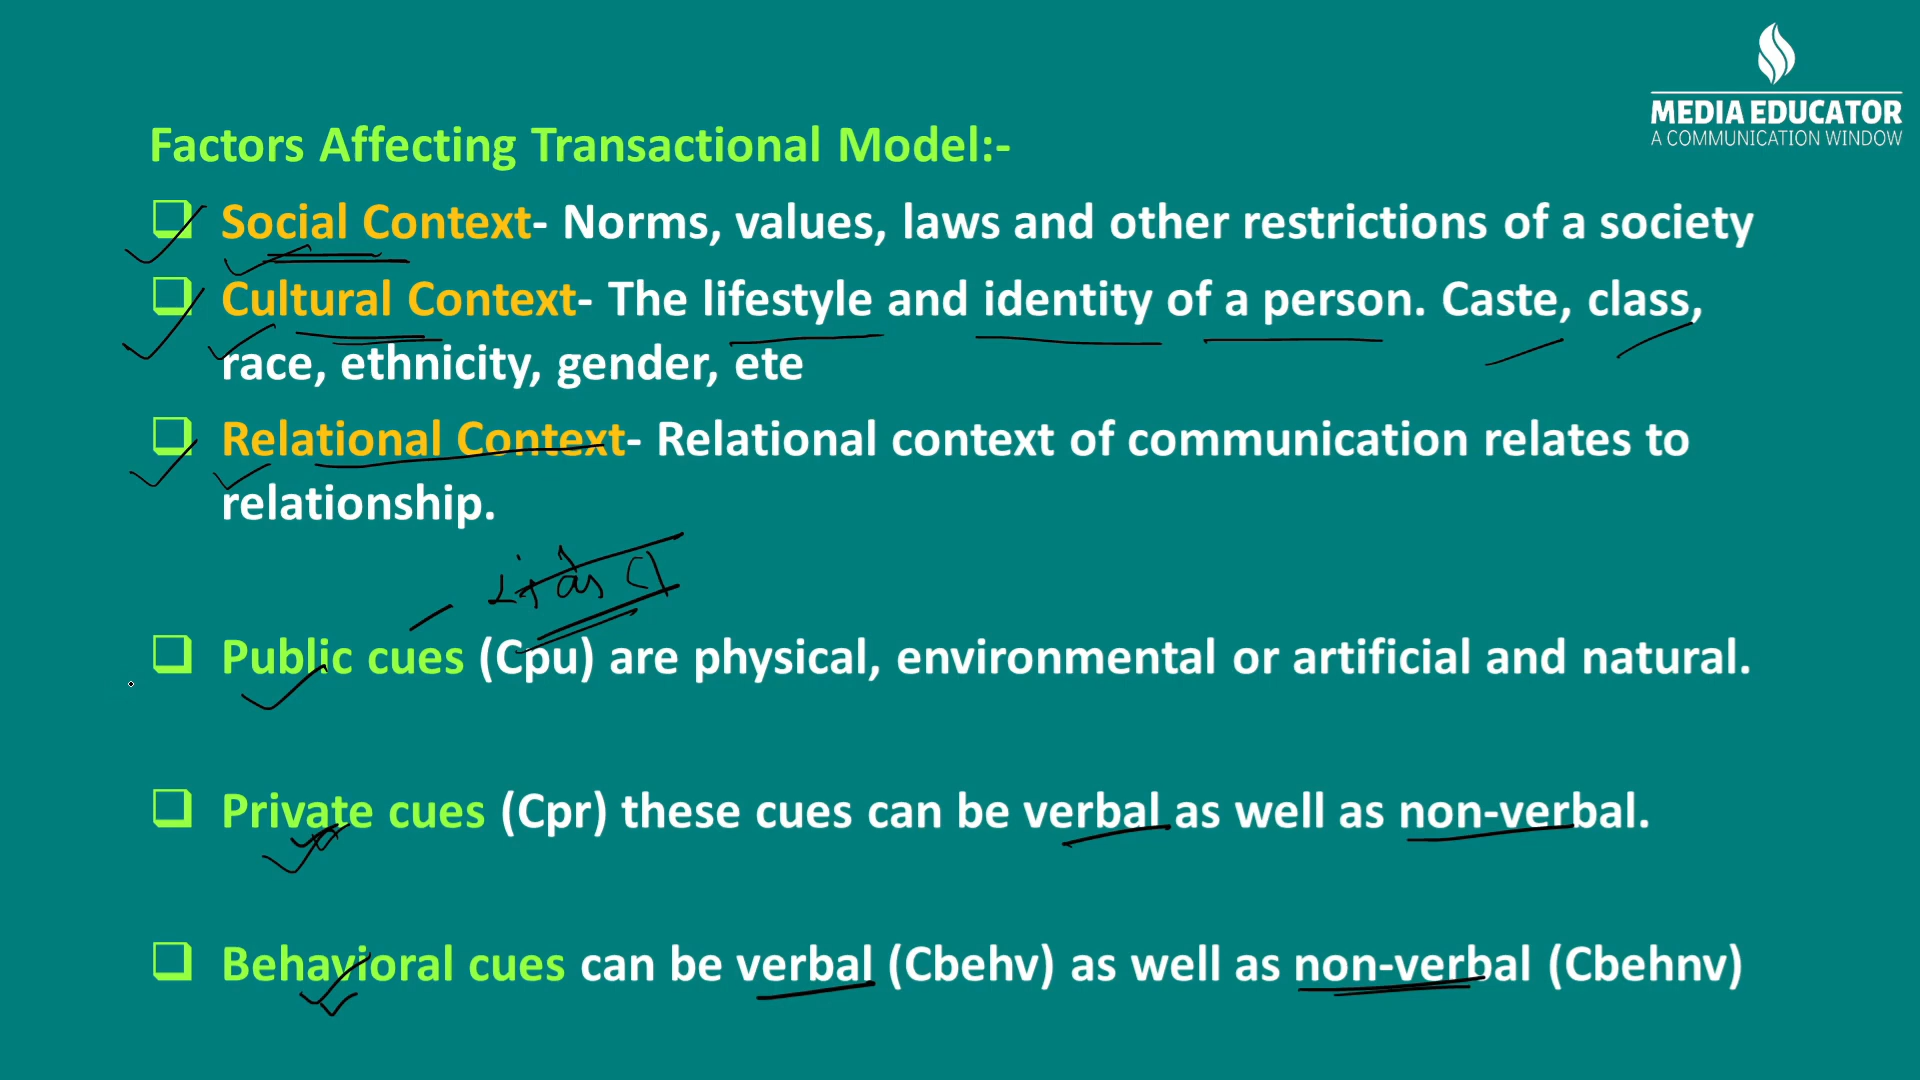 MEDIA EDUCATOR
A COMMUNICATION WINDOW
Factors Affecting Transactional Model:-
Social Context- Norms, values, laws and other restrictions of a society
Cultural Context- The lifestyle and identity of a person. Caste, class,
race, ethnicity, gender, ete
Relational Context- Relational context of communication relates to
relationship.
Public cues (Cpu) are physical, environmental or artificial and natural.
Private cues (Cpr) these cues can be verbal as well as non-verbal.
Behavioral cues can be verbal (Cbehv) as well as non-verbal (Cbehnv)